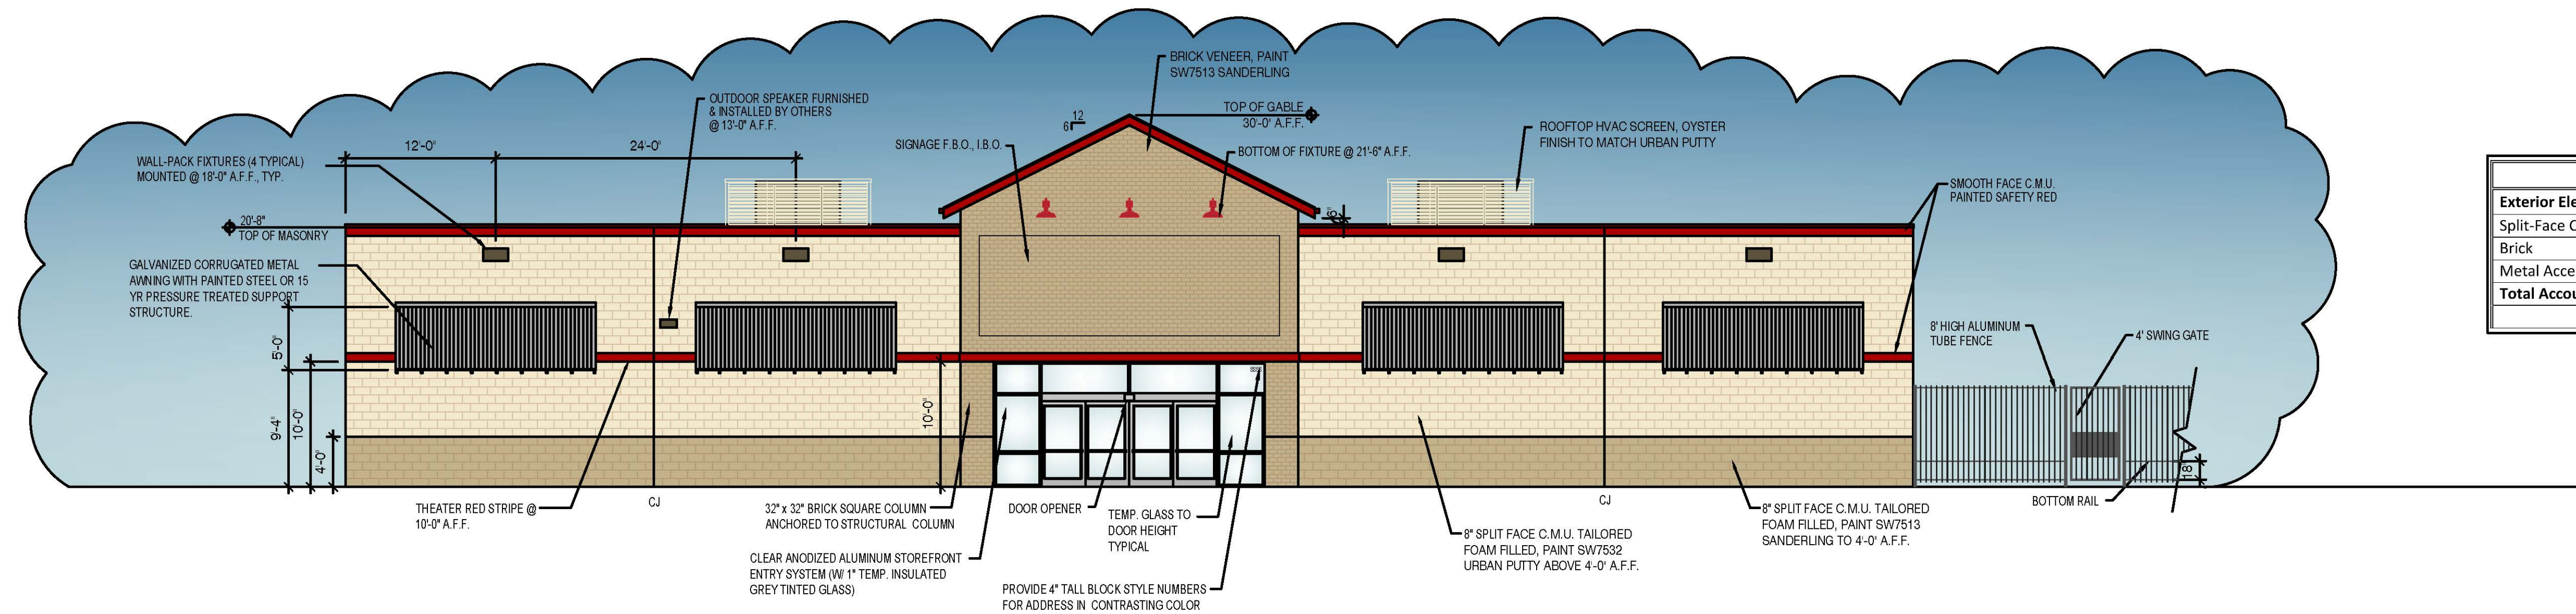 BRICK VENEER, PAINT
SW7513 SANDERLING
OUTDOOR SPEAKER FURNISHED
& INSTALLED BY OTHERS
@ 13'-0" A.F.F.
12
6
TOP OF GABLE
30'-0' A.F.F.
ROOFTOP HVAC SCREEN, OYSTER
FINISH TO MATCH URBAN PUTTY
12'-0"
24'-0"
SIGNAGE F.B.O., I.B.O.
BOTTOM OF FIXTURE @ 21'-6" A.F.F.
WALL-PACK FIXTURES (4 TYPICAL)
MOUNTED @ 18'-0" A.F.F., TYP.
SMOOTH FACE C.M.U.
PAINTED SAFETY RED
Exterior Ele
Split-Face C
Brick
Metal Acce
Total Accou
20'-8"
TOP OF MASONRY
6"
GALVANIZED CORRUGATED METAL
AWNING WITH PAINTED STEEL OR 15
YR PRESSURE TREATED SUPPORT
STRUCTURE.
5'-0"
9'-4"
10'-0"
4'-0"
10'-0"
8' HIGH ALUMINUM
TUBE FENCE
4' SWING GATE
18"
BOTTOM RAIL
THEATER RED STRIPE @
10'-0" A.F.F.
CJ
32" x 32" BRICK SQUARE COLUMN
ANCHORED TO STRUCTURAL COLUMN
DOOR OPENER
TEMP. GLASS TO
DOOR HEIGHT
TYPICAL
CJ
8" SPLIT FACE C.M.U. TAILORED
FOAM FILLED, PAINT SW7513
SANDERLING TO 4'-0' A.F.F.
8" SPLIT FACE C.M.U. TAILORED
FOAM FILLED, PAINT SW7532
URBAN PUTTY ABOVE 4'-0' A.F.F.
CLEAR ANODIZED ALUMINUM STOREFRONT
ENTRY SYSTEM (W/ 1" TEMP. INSULATED
GREY TINTED GLASS)
PROVIDE 4" TALL BLOCK STYLE NUMBERS
FOR ADDRESS IN CONTRASTING COLOR